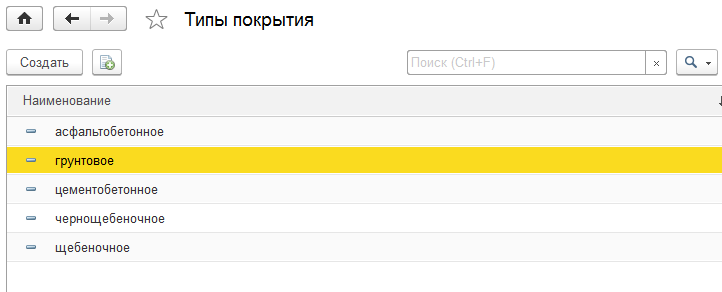 Типы покрытия
Создать
Поиск (Ctrl+F)
Наименование
асфальтобетонное
грунтовое
цементобетонное
чернощебеночное
щебеночное